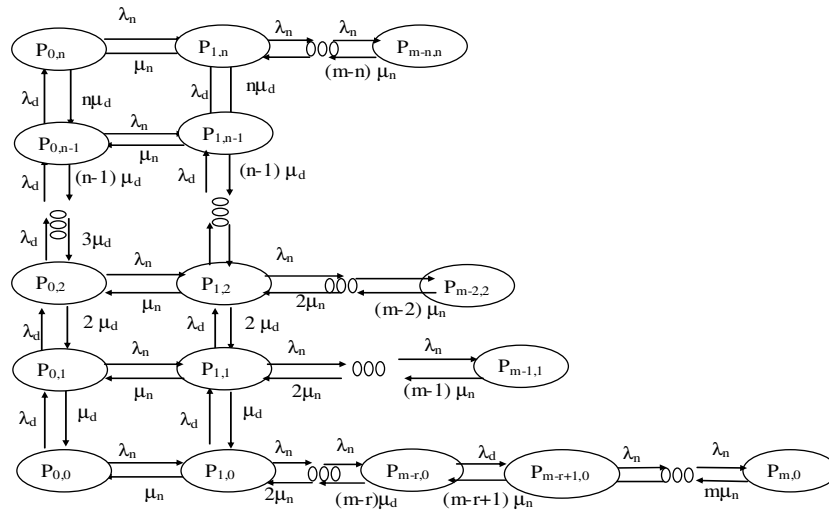 λn λn λn
P0,n P1,n Pm-n,n
μn (m-n) μn
λd nμd λd nμd
λn
P0,n-1 P1,n-1
μn
λd (n-1) μd λd (n-1) μd
λd 3μd
λn λn
P0,2 P1,2 Pm-2,2
μn 2μn (m-2) μn
λd 2 μd λd 2 μd
λn λn λn
P0,1 P1,1 Pm-1,1
μn 2μn (m-1) μn
λd μd λd μd
λn λn λn λd λn λn
P0,0 P1,0 Pm-r,0 Pm-r+1,0 Pm,0
μn 2μn (m-r)μd (m-r+1) μn mμn